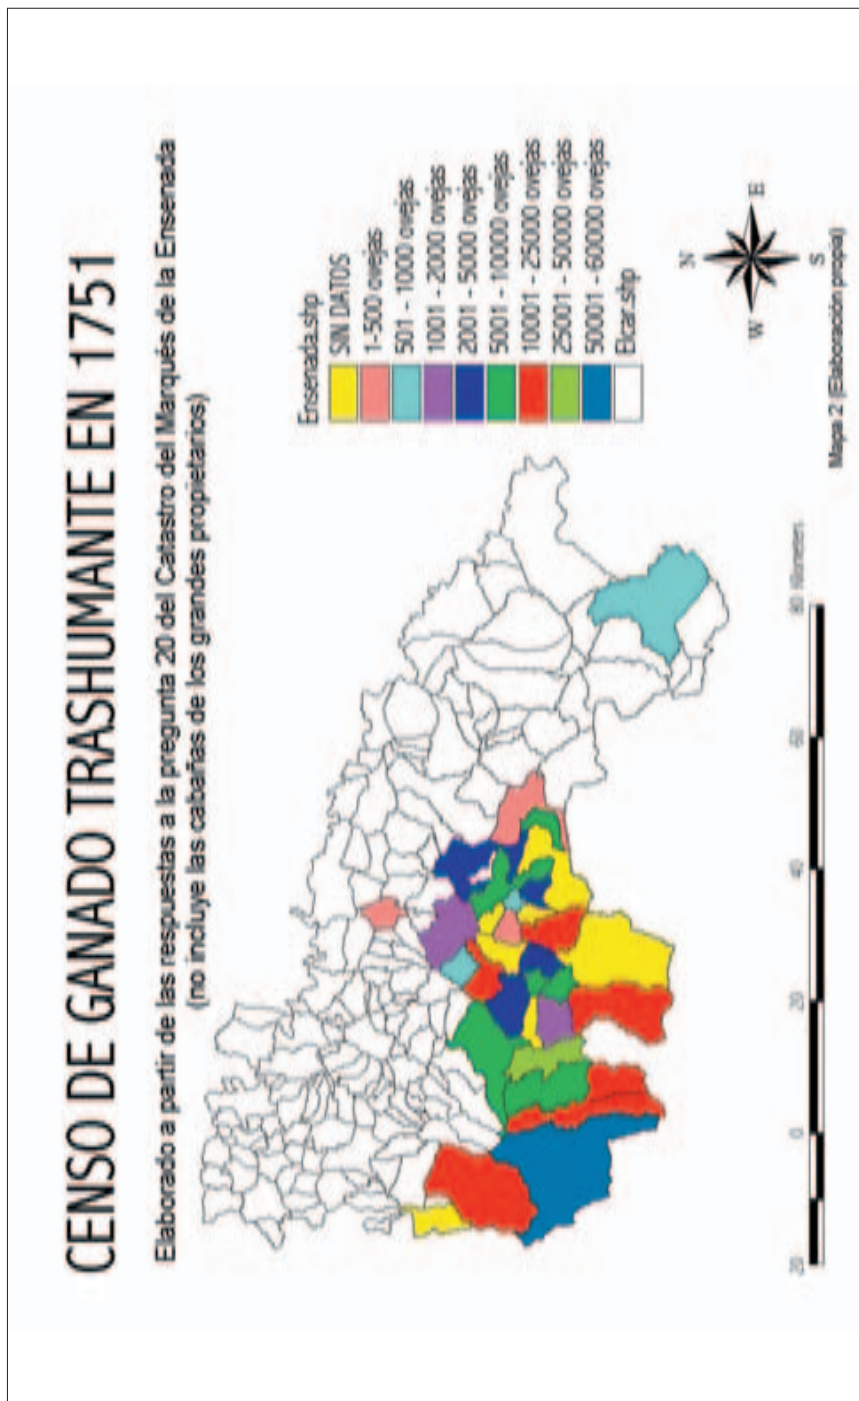 CENSO DE GANADO TRASHUMANTE EN 1751
Elaborado a partir de las respuestas a la pregunta 20 del Catastro del Marqués de la Ensenada
(no incluye las cabañas de los grandes propietarios)
Ensenada.shp
SIN DATOS
1-500 ovejas
501 - 1000 ovejas
1001 - 2000 ovejas
2001 - 5000 ovejas
5001 - 10000 ovejas
10001 - 25000 ovejas
25001 - 50000 ovejas
50001 - 60000 ovejas
Elcar.shp
N
W
E
S
20 0 20 40 60 80 Kilometers
Mapa 2 (Elaboración propia)